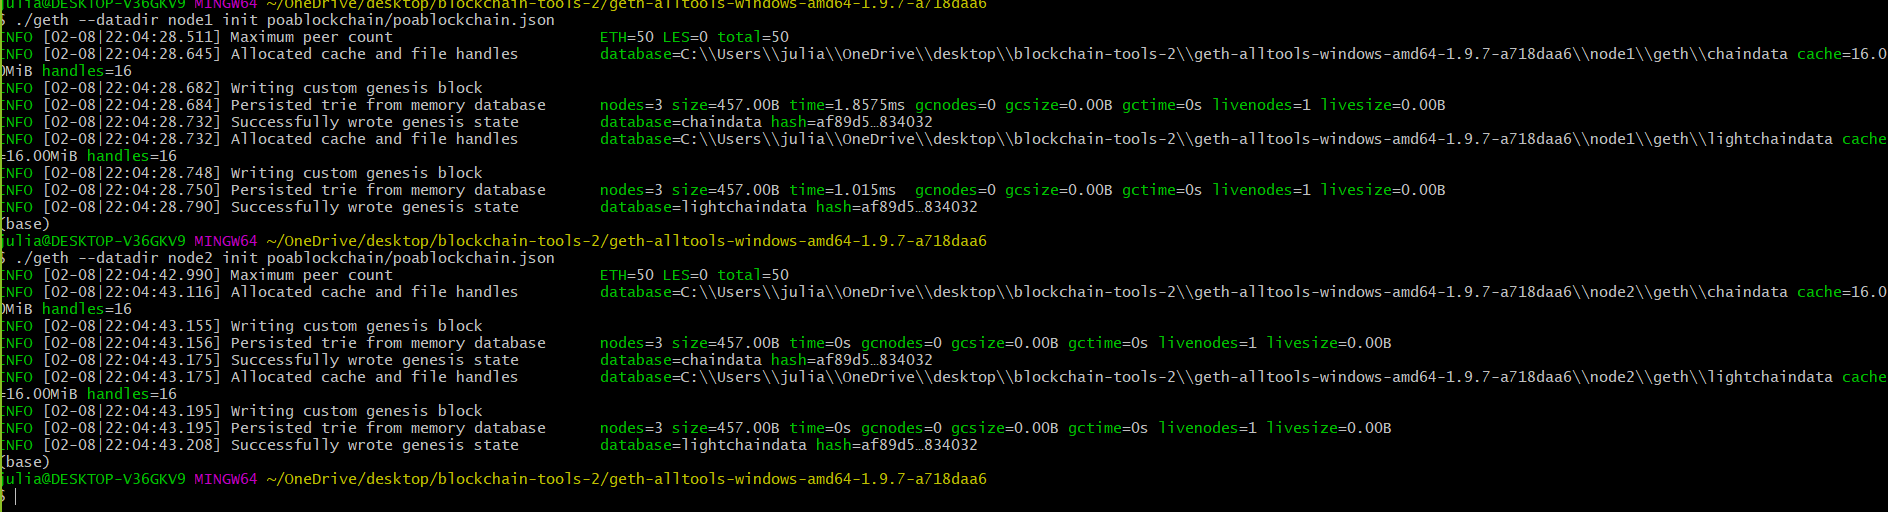 julia@DESKTOP-V36GKV9 MINGW64 ~/OneDrive/desktop/blockchain-tools-2/geth-alltools-windows-amd64-1.9.7-a718daa6
$ ./geth --datadir node1 init poablockchain/poablockchain.json
INFO [02-08|22:04:28.511] Maximum peer count                       ETH=50 LES=0 total=50
INFO [02-08|22:04:28.645] Allocated cache and file handles         database=C:\\Users\\julia\\OneDrive\\desktop\\blockchain-tools-2\\geth-alltools-windows-amd64-1.9.7-a718daa6\\node1\\geth\\chaindata cache=16.0
0MiB handles=16
INFO [02-08|22:04:28.682] Writing custom genesis block
INFO [02-08|22:04:28.684] Persisted trie from memory database      nodes=3 size=457.00B time=1.8575ms gcnodes=0 gcsize=0.00B gctime=0s livenodes=1 livesize=0.00B
INFO [02-08|22:04:28.732] Successfully wrote genesis state         database=chaindata hash=af89d5…834032
INFO [02-08|22:04:28.732] Allocated cache and file handles         database=C:\\Users\\julia\\OneDrive\\desktop\\blockchain-tools-2\\geth-alltools-windows-amd64-1.9.7-a718daa6\\node1\\geth\\lightchaindata cache
=16.00MiB handles=16
INFO [02-08|22:04:28.748] Writing custom genesis block
INFO [02-08|22:04:28.750] Persisted trie from memory database      nodes=3 size=457.00B time=1.015ms  gcnodes=0 gcsize=0.00B gctime=0s livenodes=1 livesize=0.00B
INFO [02-08|22:04:28.790] Successfully wrote genesis state         database=lightchaindata hash=af89d5…834032
(base)
julia@DESKTOP-V36GKV9 MINGW64 ~/OneDrive/desktop/blockchain-tools-2/geth-alltools-windows-amd64-1.9.7-a718daa6
$ ./geth --datadir node2 init poablockchain/poablockchain.json
INFO [02-08|22:04:42.990] Maximum peer count                       ETH=50 LES=0 total=50
INFO [02-08|22:04:43.116] Allocated cache and file handles         database=C:\\Users\\julia\\OneDrive\\desktop\\blockchain-tools-2\\geth-alltools-windows-amd64-1.9.7-a718daa6\\node2\\geth\\chaindata cache=16.0
0MiB handles=16
INFO [02-08|22:04:43.155] Writing custom genesis block
INFO [02-08|22:04:43.156] Persisted trie from memory database      nodes=3 size=457.00B time=0s gcnodes=0 gcsize=0.00B gctime=0s livenodes=1 livesize=0.00B
INFO [02-08|22:04:43.175] Successfully wrote genesis state         database=chaindata hash=af89d5…834032
INFO [02-08|22:04:43.175] Allocated cache and file handles         database=C:\\Users\\julia\\OneDrive\\desktop\\blockchain-tools-2\\geth-alltools-windows-amd64-1.9.7-a718daa6\\node2\\geth\\lightchaindata cache
=16.00MiB handles=16
INFO [02-08|22:04:43.195] Writing custom genesis block
INFO [02-08|22:04:43.195] Persisted trie from memory database      nodes=3 size=457.00B time=0s gcnodes=0 gcsize=0.00B gctime=0s livenodes=1 livesize=0.00B
INFO [02-08|22:04:43.208] Successfully wrote genesis state         database=lightchaindata hash=af89d5…834032
(base)
julia@DESKTOP-V36GKV9 MINGW64 ~/OneDrive/desktop/blockchain-tools-2/geth-alltools-windows-amd64-1.9.7-a718daa6
$